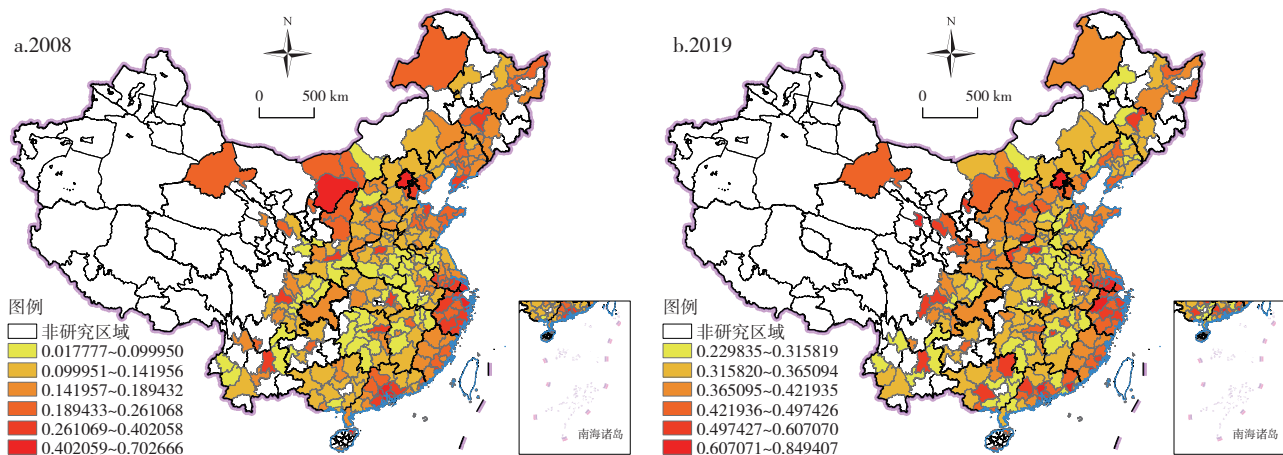 a.2008
N
0 500 km
图例
非研究区域
0.017777~0.099950
0.099951~0.141956
0.141957~0.189432
0.189433~0.261068
0.261069~0.402058
0.402059~0.702666
南海诸岛
b.2019
N
0 500 km
图例
非研究区域
0.229835~0.315819
0.315820~0.365094
0.365095~0.421935
0.421936~0.497426
0.497427~0.607070
0.607071~0.849407
南海诸岛